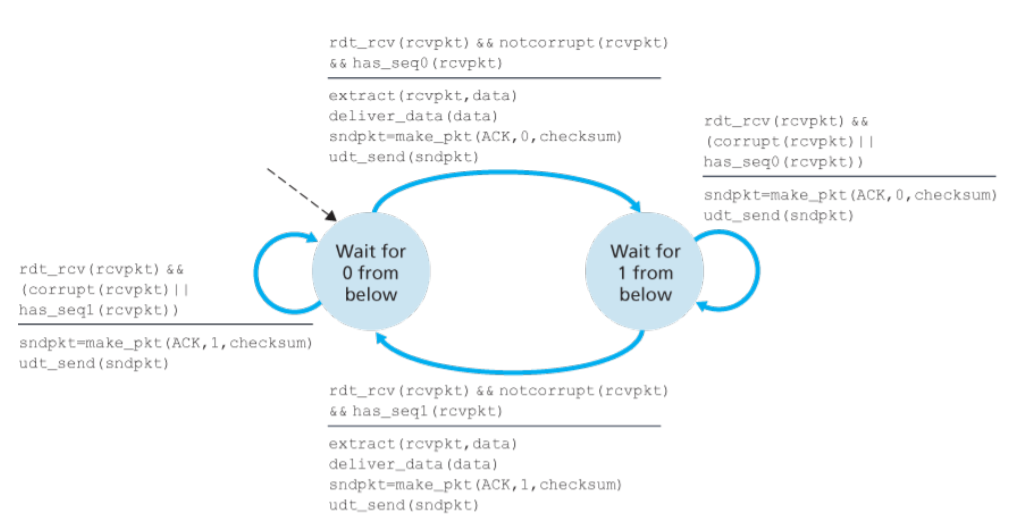 rdt_rcv(rcvpkt) && notcorrupt(rcvpkt)
&& has_seq0(rcvpkt)
extract(rcvpkt,data)
deliver_data(data)
sndpkt=make_pkt(ACK,0,checksum)
udt_send(sndpkt)
rdt_rcv(rcvpkt) &&
(corrupt(rcvpkt)||
has_seq0(rcvpkt))
sndpkt=make_pkt(ACK,0,checksum)
udt_send(sndpkt)
Wait for
0 from
below
Wait for
1 from
below
rdt_rcv(rcvpkt) &&
(corrupt(rcvpkt)||
has_seq1(rcvpkt))
sndpkt=make_pkt(ACK,1,checksum)
udt_send(sndpkt)
rdt_rcv(rcvpkt) && notcorrupt(rcvpkt)
&& has_seq1(rcvpkt)
extract(rcvpkt,data)
deliver_data(data)
sndpkt=make_pkt(ACK,1,checksum)
udt_send(sndpkt)